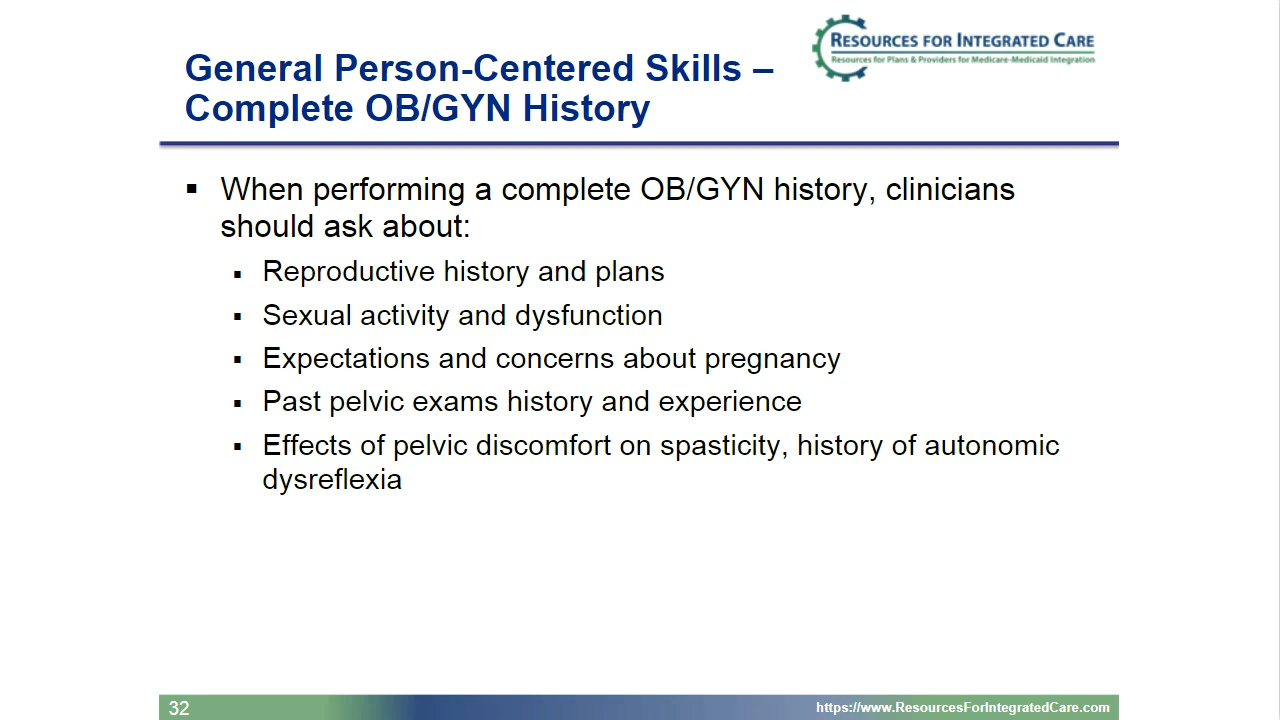 RESOURCES FOR INTEGRATED CARE
Resources for Plans & Providers for Medicare-Medicaid Integration
General Person-Centered Skills –
Complete OB/GYN History
▪ When performing a complete OB/GYN history, clinicians
should ask about:
▪ Reproductive history and plans
▪ Sexual activity and dysfunction
▪ Expectations and concerns about pregnancy
▪ Past pelvic exams history and experience
▪ Effects of pelvic discomfort on spasticity, history of autonomic
dysreflexia
32
https://www.ResourcesForIntegratedCare.com